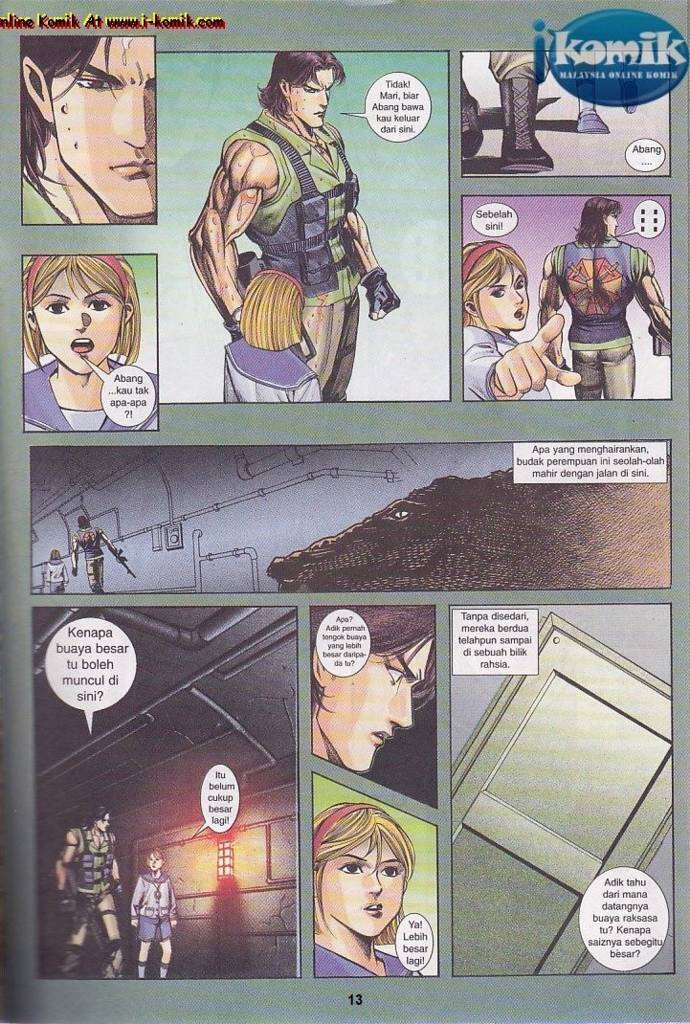 nline Komik At www.i-komik.com
ikomik
MALAYSIA ONLINE KOMIK
Tidak!
Mari, biar
Abang bawa
kau keluar
dari sini.
Abang
....
Abang
...kau tak
apa-apa
?!
Sebelah
sini!
Apa yang menghairankan,
budak perempuan ini seolah-olah
mahir dengan jalan di sini.
Kenapa
buaya besar
tu boleh
muncul di
sini?
Itu
belum
cukup
besar
lagi!
Apa?
Adik pernah
tengok buaya
yang lebih
besar daripa-
da tu?
Ya!
Lebih
besar
lagi!
Tanpa disedari,
mereka berdua
telahpun sampai
di sebuah bilik
rahsia.
Adik tahu
dari mana
datangnya
buaya raksasa
tu? Kenapa
saiznya sebegitu
besar?
13